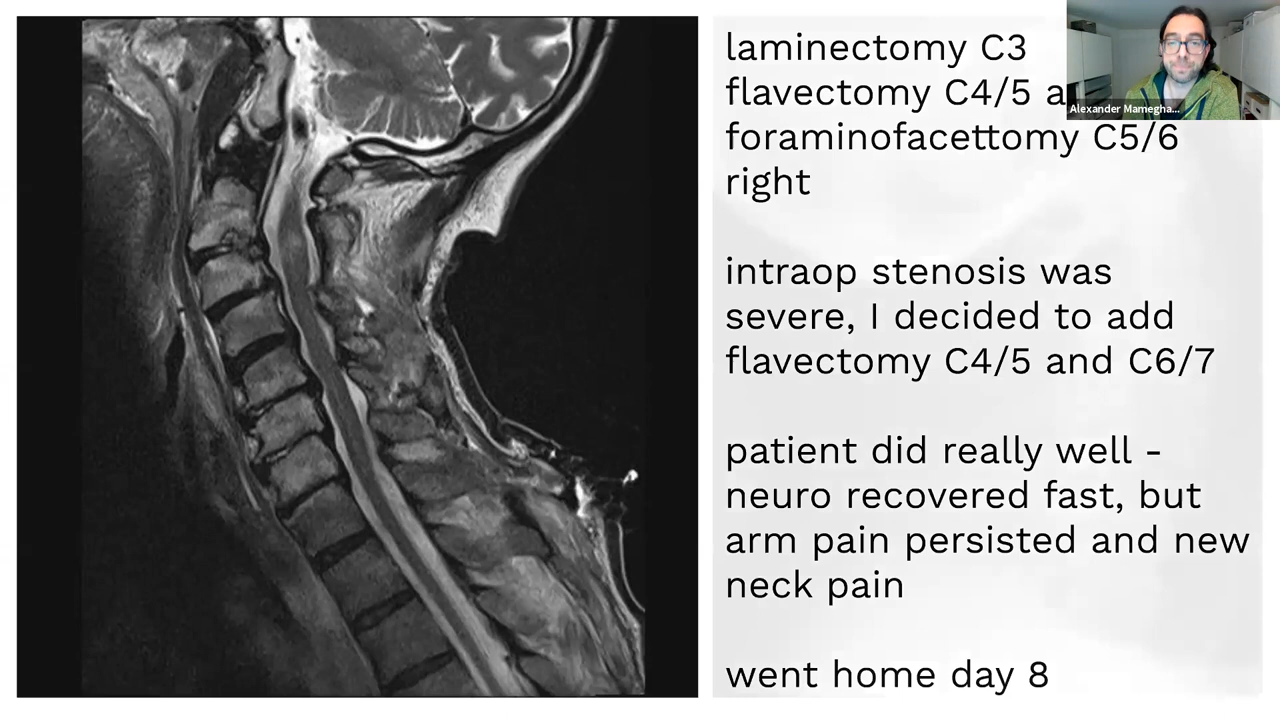 laminectomy C3
flavectomy C4/5 a
foraminofacettomy C5/6
right
intraop stenosis was
severe, I decided to add
flavectomy C4/5 and C6/7
patient did really well -
neuro recovered fast, but
arm pain persisted and new
neck pain
went home day 8
Alexander Mamegha...